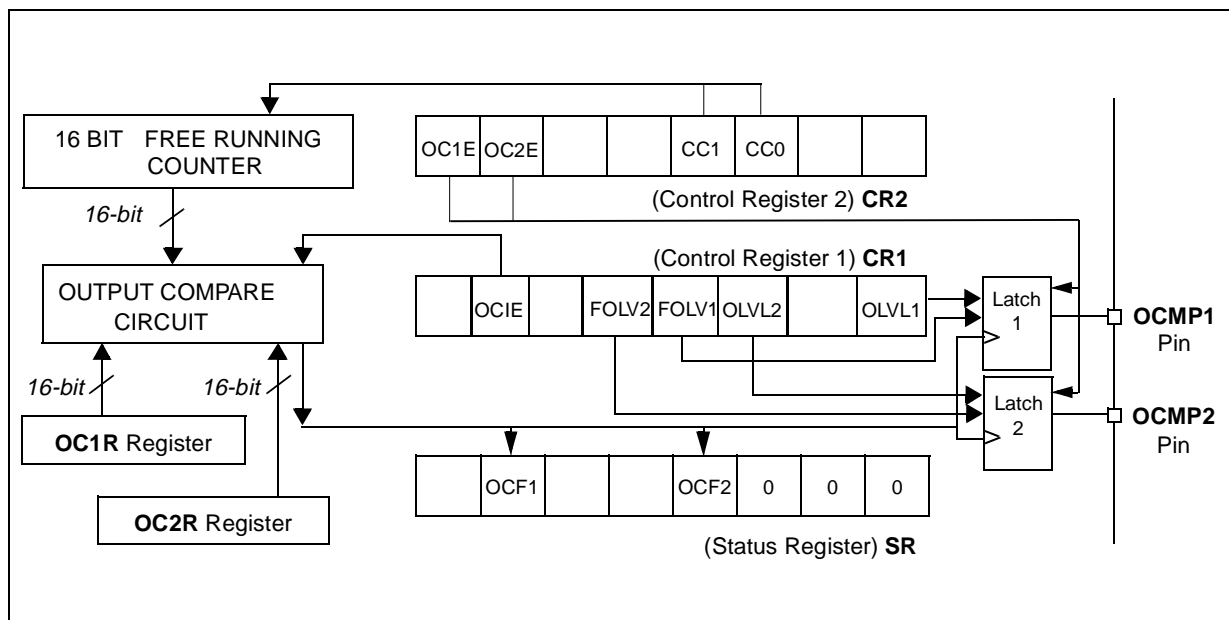 16 BIT FREE RUNNING
COUNTER
OC1E OC2E CC1 CC0
(Control Register 2) CR2
16-bit
(Control Register 1) CR1
OUTPUT COMPARE
CIRCUIT
OCIE FOLV2 FOLV1 OLVL2 OLVL1
Latch
1
OCMP1
Pin
16-bit
16-bit
Latch
2
OCMP2
Pin
OC1R Register
OCF1 OCF2 0 0 0
OC2R Register
(Status Register) SR